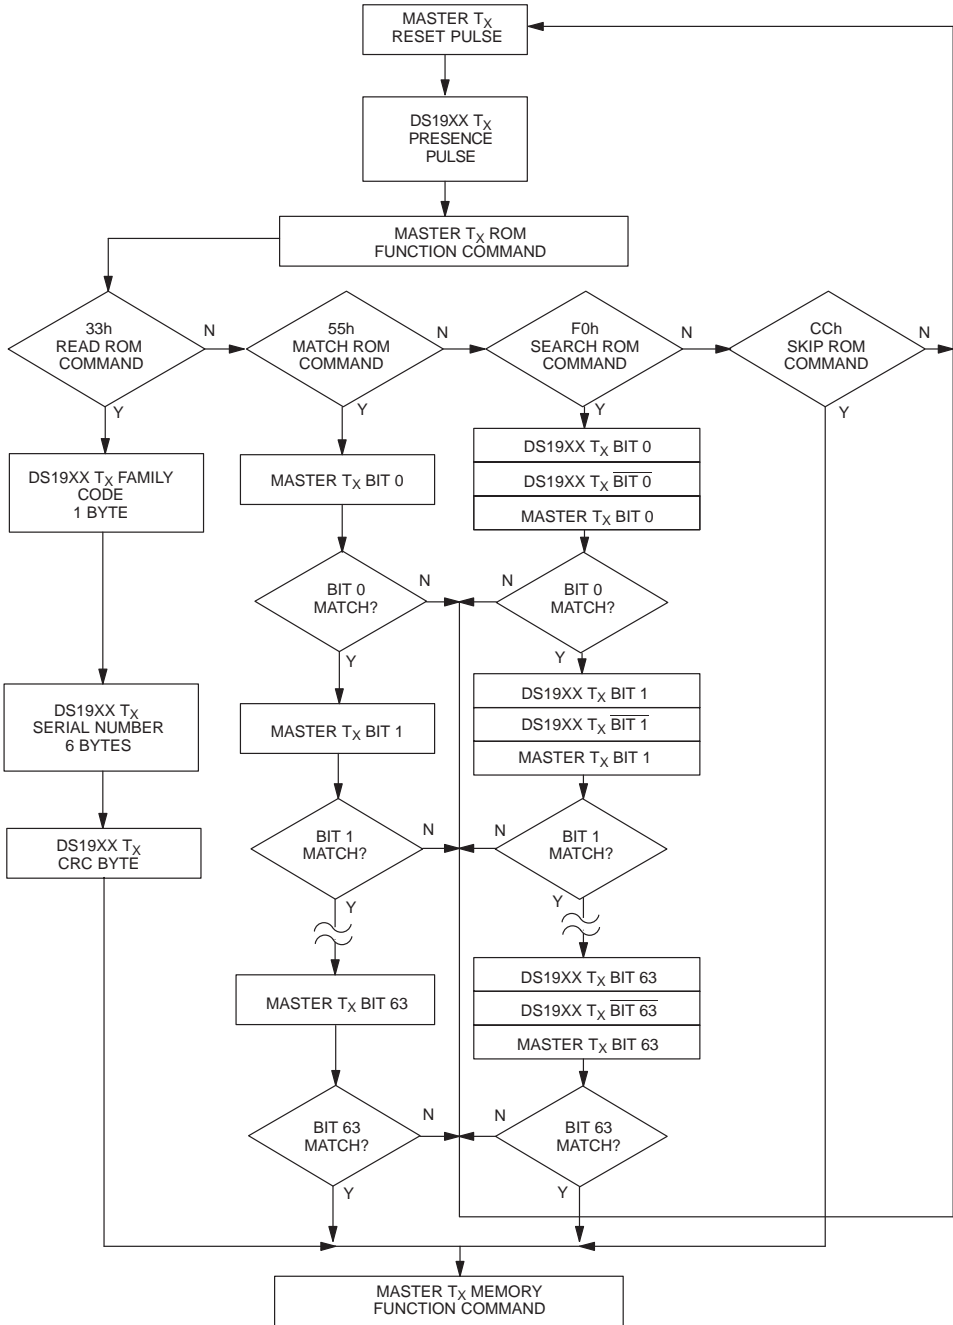 MASTER TX
RESET PULSE
DS19XX TX
PRESENCE
PULSE
MASTER TX ROM
FUNCTION COMMAND
33h
READ ROM
COMMAND
N
Y
55h
MATCH ROM
COMMAND
N
Y
F0h
SEARCH ROM
COMMAND
N
Y
CCh
SKIP ROM
COMMAND
N
Y
DS19XX TX FAMILY
CODE
1 BYTE
DS19XX TX
SERIAL NUMBER
6 BYTES
DS19XX TX
CRC BYTE
MASTER TX BIT 0
BIT 0
MATCH?
N
Y
MASTER TX BIT 1
BIT 1
MATCH?
N
Y
MASTER TX BIT 63
BIT 63
MATCH?
N
Y
DS19XX TX BIT 0
DS19XX TX BIT 0
MASTER TX BIT 0
N
BIT 0
MATCH?
Y
DS19XX TX BIT 1
DS19XX TX BIT 1
MASTER TX BIT 1
N
BIT 1
MATCH?
Y
DS19XX TX BIT 63
DS19XX TX BIT 63
MASTER TX BIT 63
N
BIT 63
MATCH?
Y
MASTER TX MEMORY
FUNCTION COMMAND